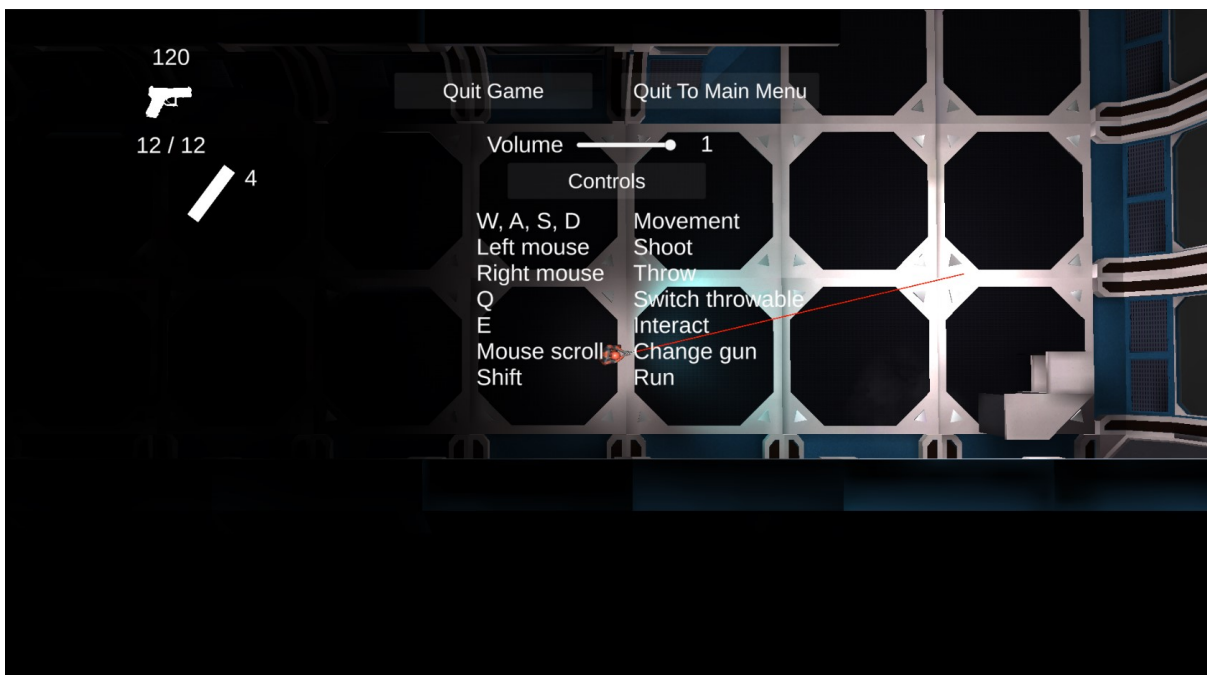 120
12 / 12
4
Quit Game Quit To Main Menu
Volume 1
Controls
W, A, S, D Movement
Left mouse Shoot
Right mouse Throw
Q Switch throwable
E Interact
Mouse scroll Change gun
Shift Run